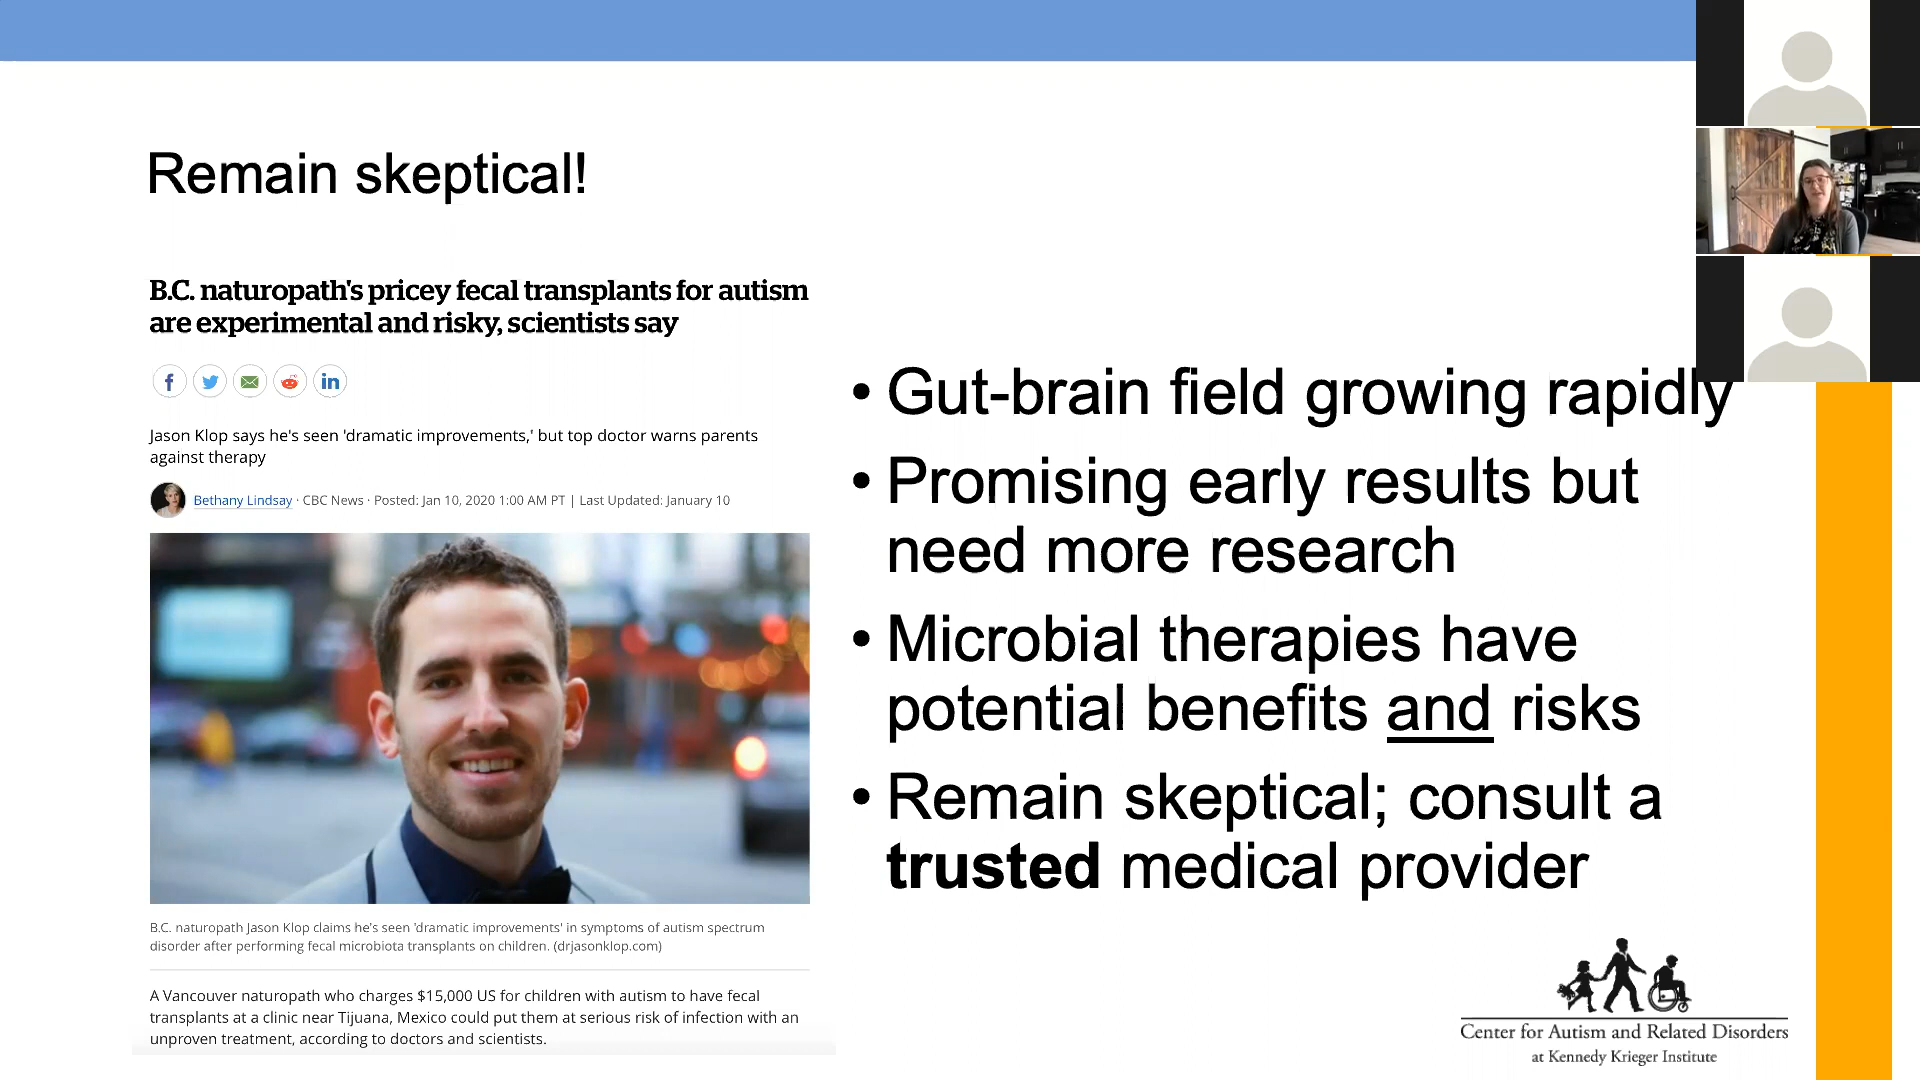 Remain skeptical!
B.C. naturopath's pricey fecal transplants for autism
are experimental and risky, scientists say
Jason Klop says he's seen 'dramatic improvements,' but top doctor warns parents
against therapy
Bethany Lindsay · CBC News · Posted: Jan 10, 2020 1:00 AM PT | Last Updated: January 10
B.C. naturopath Jason Klop claims he's seen 'dramatic improvements' in symptoms of autism spectrum
disorder after performing fecal microbiota transplants on children. (drjasonklop.com)
A Vancouver naturopath who charges $15,000 US for children with autism to have fecal
transplants at a clinic near Tijuana, Mexico could put them at serious risk of infection with an
unproven treatment, according to doctors and scientists.
• Gut-brain field growing rapidly
• Promising early results but
need more research
• Microbial therapies have
potential benefits and risks
• Remain skeptical; consult a
trusted medical provider
Center for Autism and Related Disorders
at Kennedy Krieger Institute